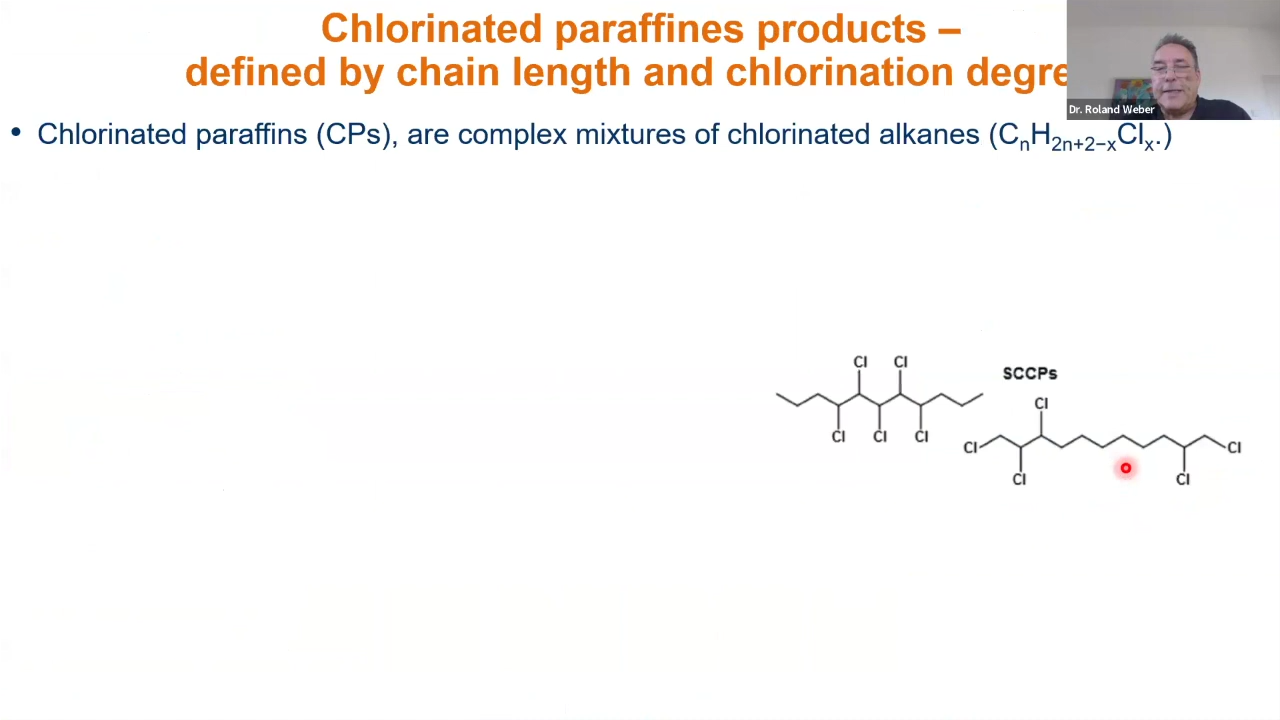 Chlorinated paraffines products –
defined by chain length and chlorination degre
Dr. Roland Weber
• Chlorinated paraffins (CPs), are complex mixtures of chlorinated alkanes (CₙH₂ₙ₊₂₋ₓClₓ.)
Cl Cl
SCCPs
Cl
Cl Cl Cl
Cl Cl
Cl Cl